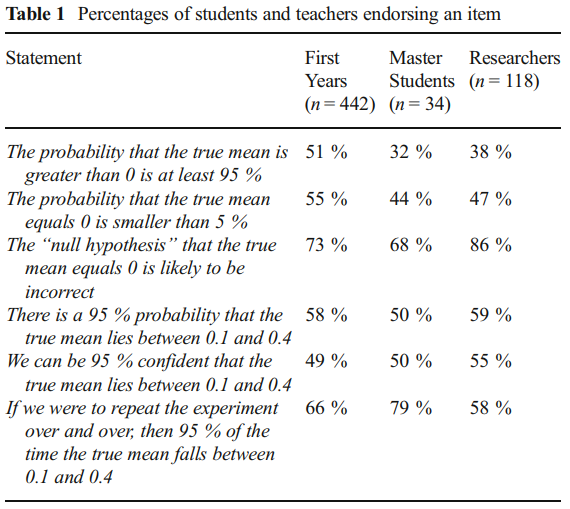 Table 1 Percentages of students and teachers endorsing an item
Statement First Master Researchers
Years Students (n = 118)
(n = 442) (n = 34)
The probability that the true mean is 51 % 32 % 38 %
greater than 0 is at least 95 %
The probability that the true mean 55 % 44 % 47 %
equals 0 is smaller than 5 %
The “null hypothesis” that the true 73 % 68 % 86 %
mean equals 0 is likely to be
incorrect
There is a 95 % probability that the 58 % 50 % 59 %
true mean lies between 0.1 and 0.4
We can be 95 % confident that the 49 % 50 % 55 %
true mean lies between 0.1 and 0.4
If we were to repeat the experiment 66 % 79 % 58 %
over and over, then 95 % of the
time the true mean falls between
0.1 and 0.4